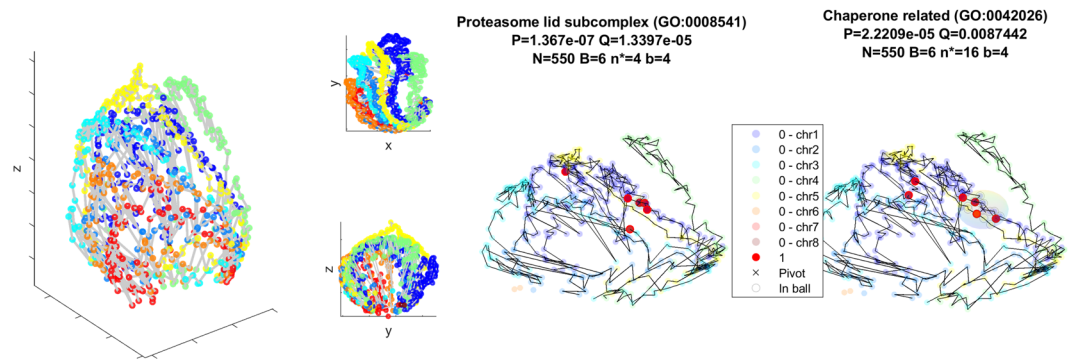 Proteasome lid subcomplex (GO:0008541)
P=1.367e-07 Q=1.3397e-05
N=550 B=6 n*=4 b=4
Chaperone related (GO:0042026)
P=2.2209e-05 Q=0.0087442
N=550 B=6 n*=16 b=4
z
y
x
z
y
0 - chr1
0 - chr2
0 - chr3
0 - chr4
0 - chr5
0 - chr6
0 - chr7
0 - chr8
1
Pivot
In ball